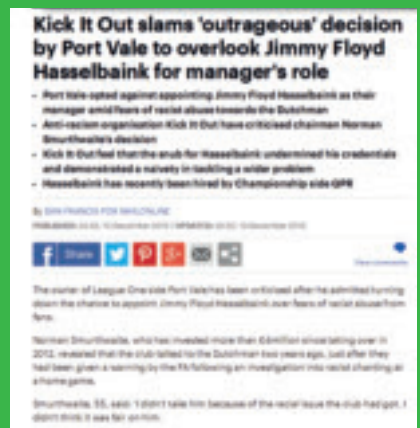 Kick It Out slams 'outrageous' decision
by Port Vale to overlook Jimmy Floyd
Hasselbaink for manager's role
- Port Vale opted against appointing Jimmy Floyd Hasselbaink as their
manager amid fears of racist abuse towards the Dutchman
- Anti-racism organisation Kick It Out have criticised chairman Norman
Smurthwaite's decision
- Kick It Out feel that the snub for Hasselbaink undermined his credentials
and demonstrated a naivety in tackling a wider problem
- Hasselbaink has recently been hired by Championship side QPR
By FOR MAILONLINE
Share
The owner of League One side Port Vale has been criticised after he admitted turning
down the chance to appoint Jimmy Floyd Hasselbaink over fears of racist abuse from
fans.
Norman Smurthwaite, who has invested more than since taking over in
2012, revealed that the club talked to the Dutchman two years ago, just after they
had been given a warning by the FA following an investigation into racist chanting at
a home game.
Smurthwaite, 55, said: 'I didn't take him because of the racial issue the club had got. I
didn't think it was fair on him.